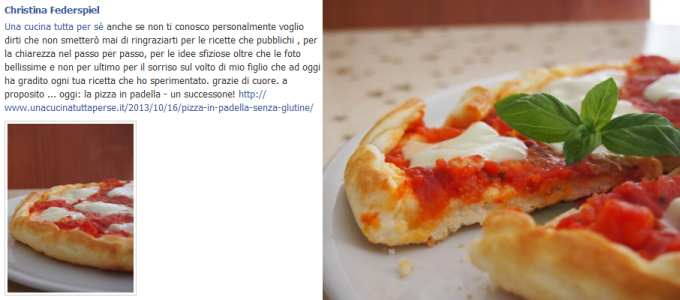 Christina Federspiel
Una cucina tutta per sé anche se non ti conosco personalmente voglio
dirti che non smetterò mai di ringraziarti per le ricette che pubblichi , per
la chiarezza nel passo per passo, per le idee sfiziose oltre che le foto
bellissime e non per ultimo per il sorriso sul volto di mio figlio che ad oggi
ha gradito ogni tua ricetta che ho sperimentato. grazie di cuore. a
proposito ... oggi: la pizza in padella - un successone! http://
www.unacucinatuttaperse.it/2013/10/16/pizza-in-padella-senza-glutine/